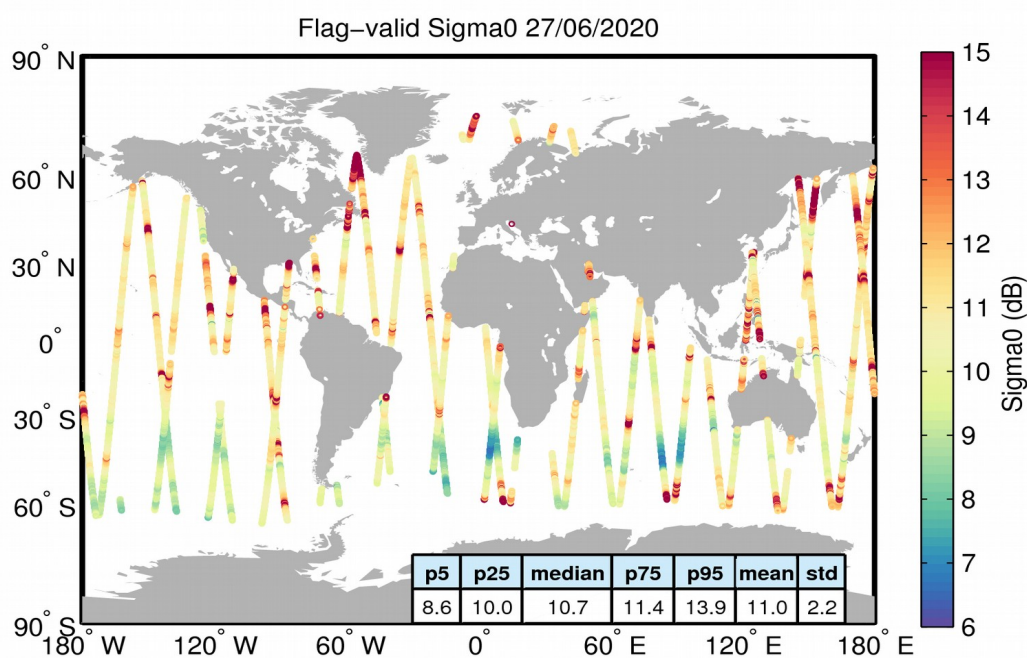 Flag-valid Sigma0 27/06/2020
90° N
60° N
30° N
0°
30° S
60° S
90° S
180° W
120° W
60° W
0°
60° E
120° E
180° E
15
14
13
12
11
10
9
8
7
6
Sigma0 (dB)
p5 p25 median p75 p95 mean std
8.6 10.0 10.7 11.4 13.9 11.0 2.2